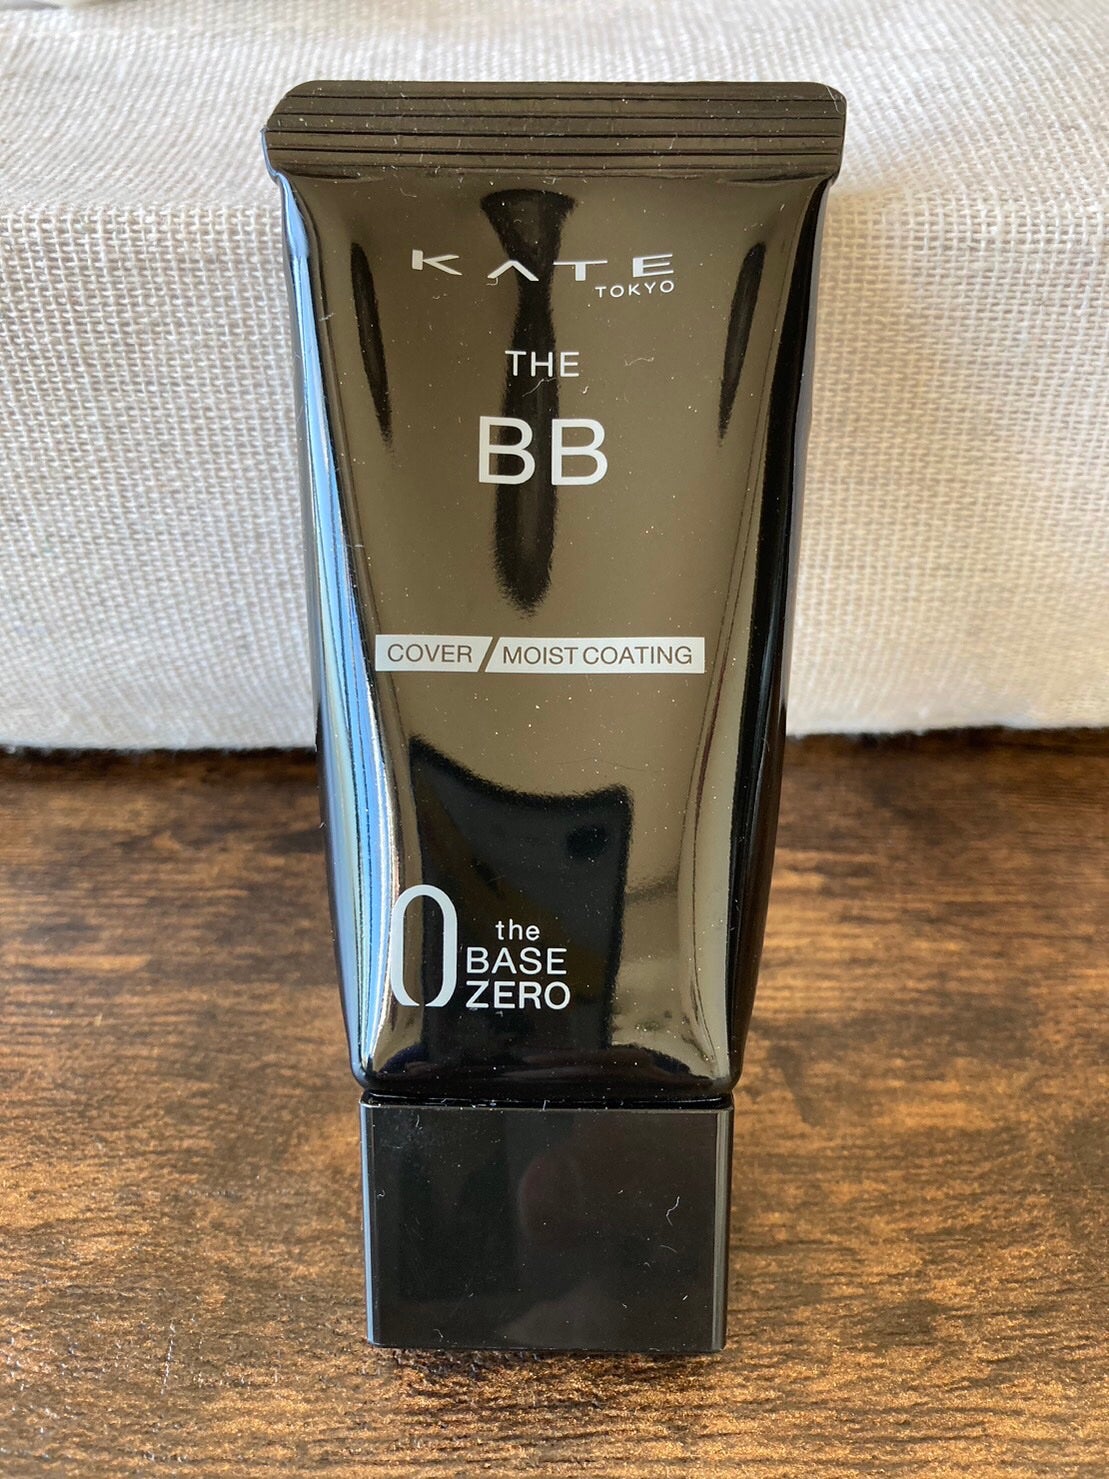 KATE
TOKYO
THE
BB
COVER / MOIST COATING
0 the
BASE
ZERO